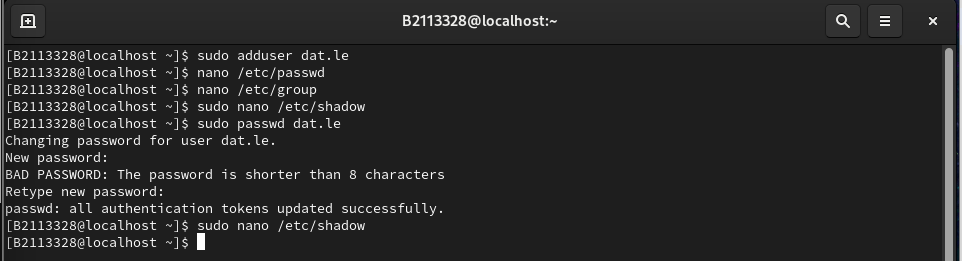 B2113328@localhost:~
[B2113328@localhost ~]$ sudo adduser dat.le
[B2113328@localhost ~]$ nano /etc/passwd
[B2113328@localhost ~]$ nano /etc/group
[B2113328@localhost ~]$ sudo nano /etc/shadow
[B2113328@localhost ~]$ sudo passwd dat.le
Changing password for user dat.le.
New password:
BAD PASSWORD: The password is shorter than 8 characters
Retype new password:
passwd: all authentication tokens updated successfully.
[B2113328@localhost ~]$ sudo nano /etc/shadow
[B2113328@localhost ~]$